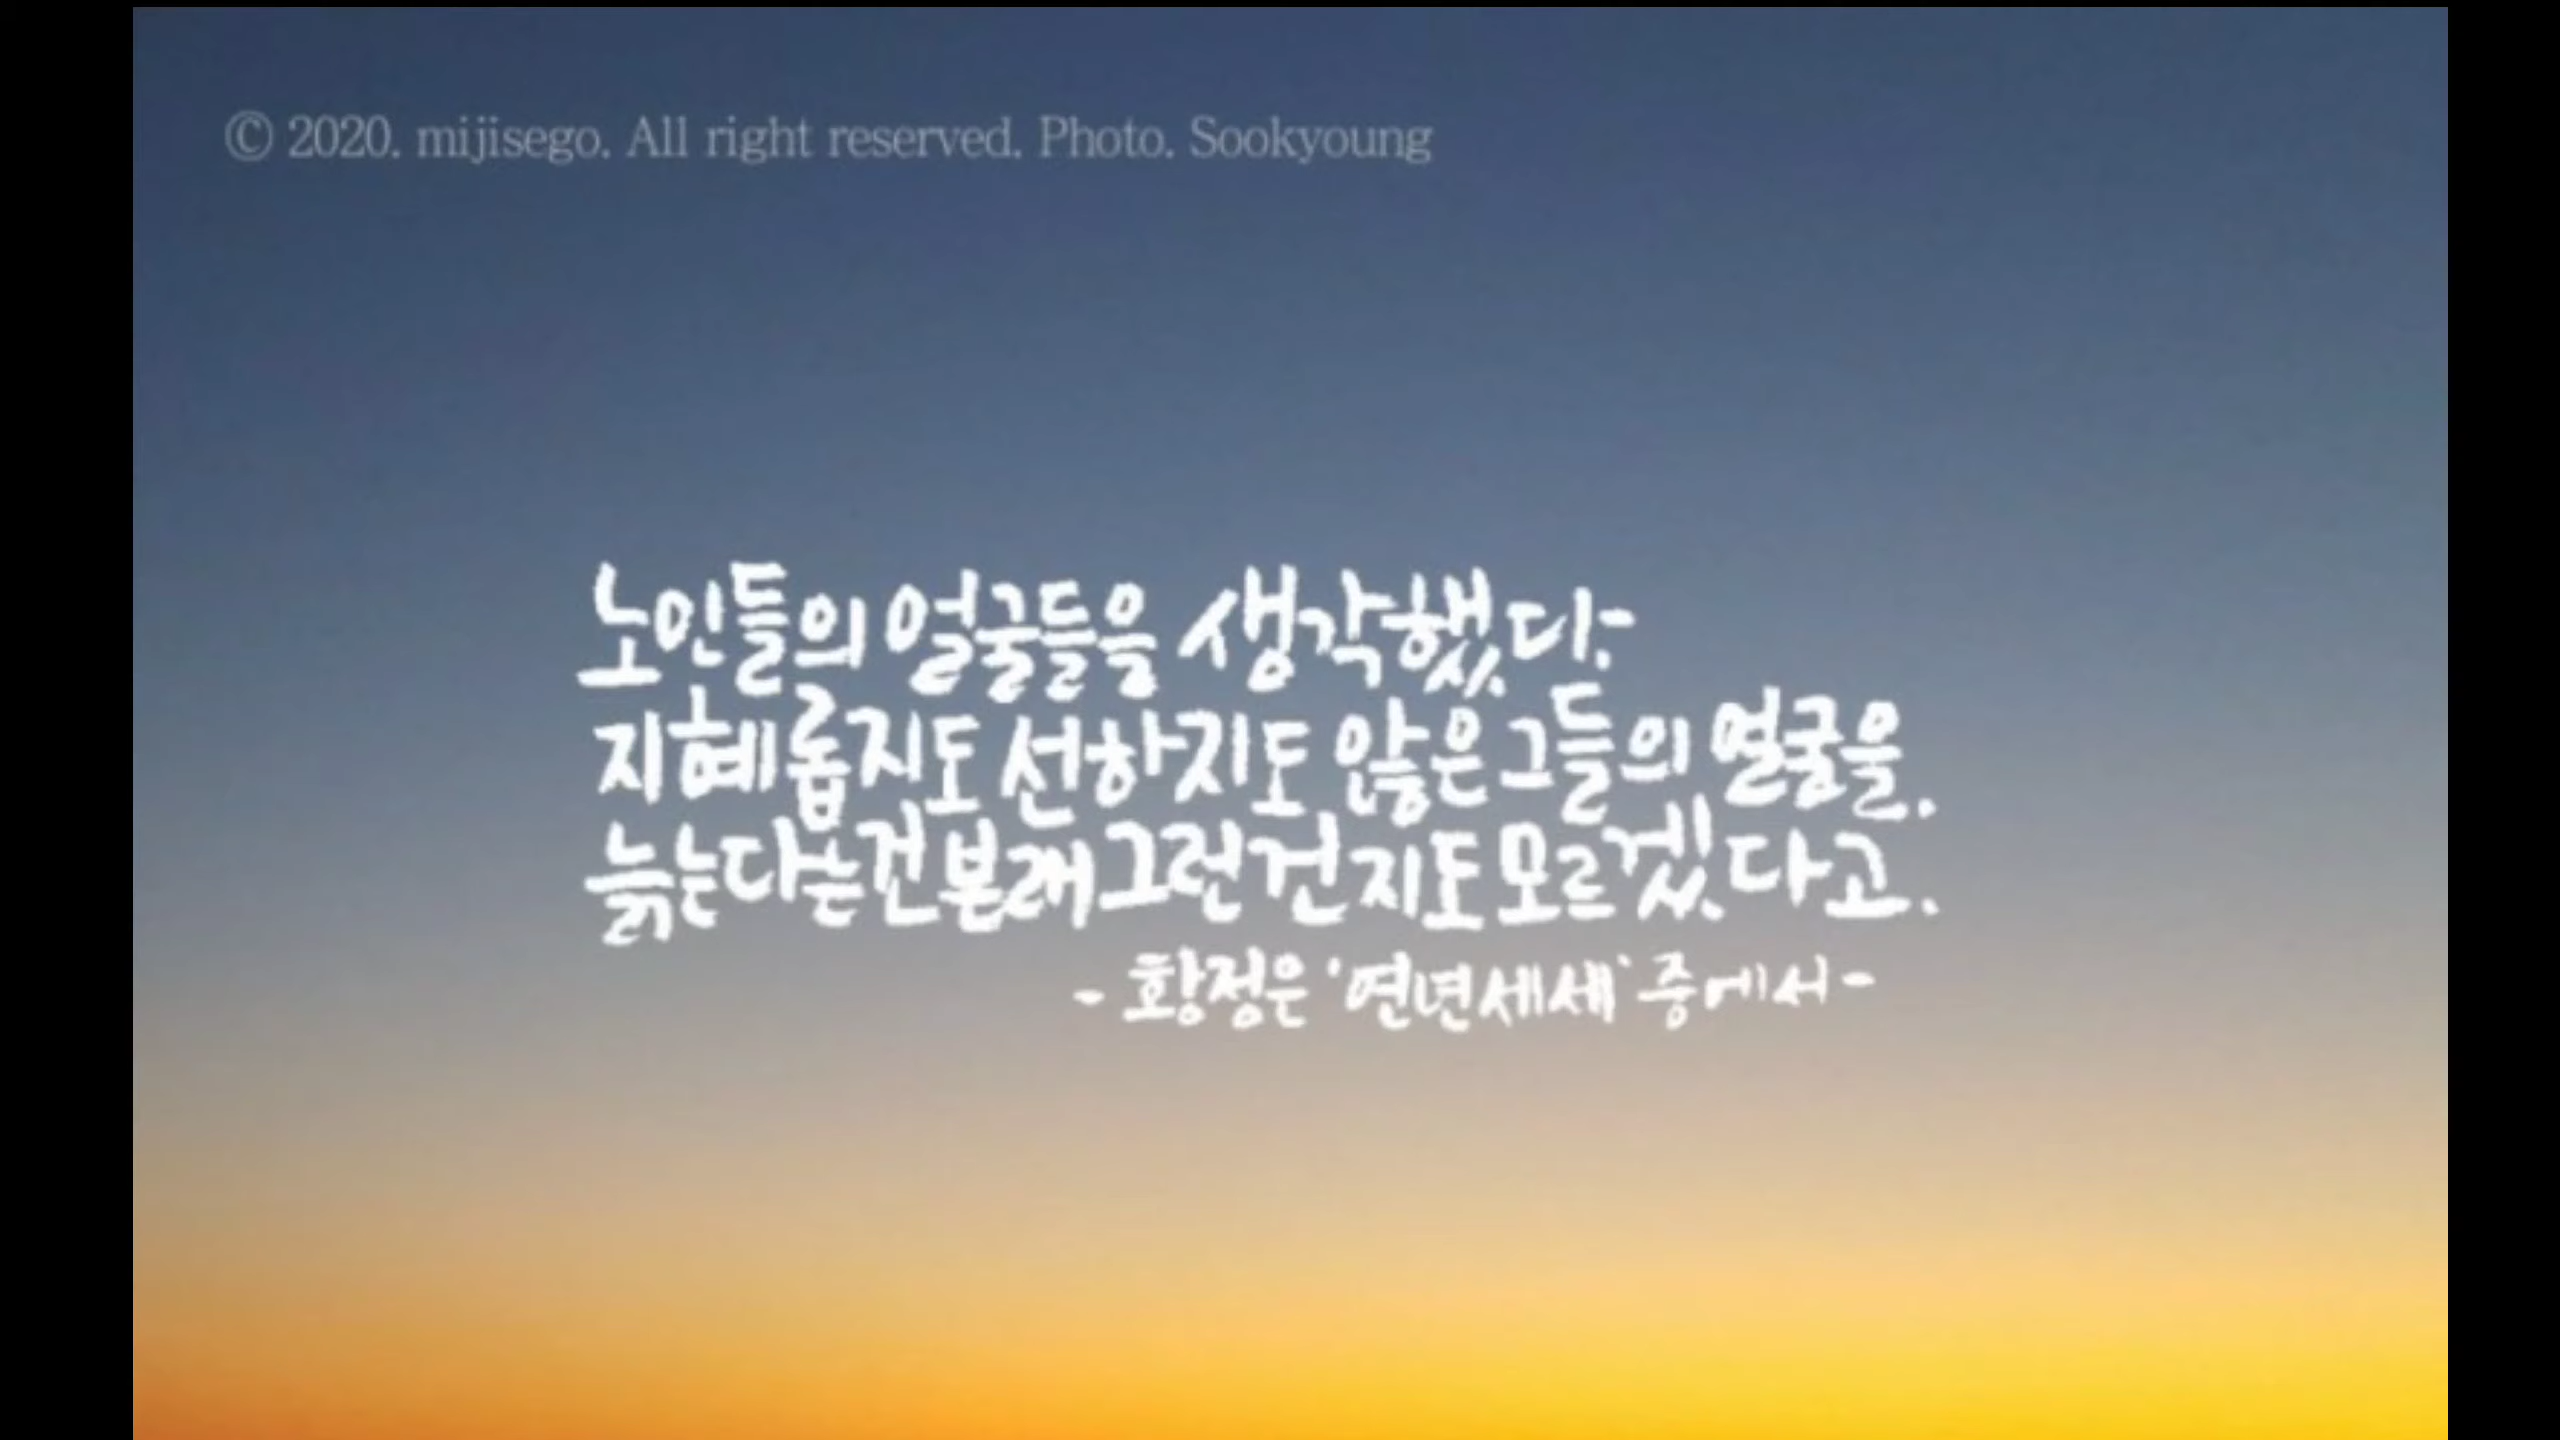 © 2020. mijisego. All right reserved. Photo. Sookyoung
노인들의 얼굴들을 생각했다.
지혜롭지도 선하지도 않은 그들의 얼굴을.
늙는다는 건 본래 그런 건지도 모르겠다고.
- 황정은 '연년세세' 중에서 -